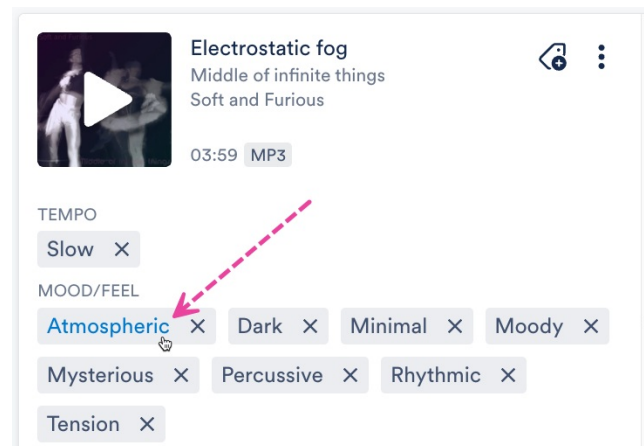 Electrostatic fog
Middle of infinite things
Soft and Furious
03:59 MP3
TEMPO
Slow ×
MOOD/FEEL
Atmospheric × Dark × Minimal × Moody ×
Mysterious × Percussive × Rhythmic ×
Tension ×